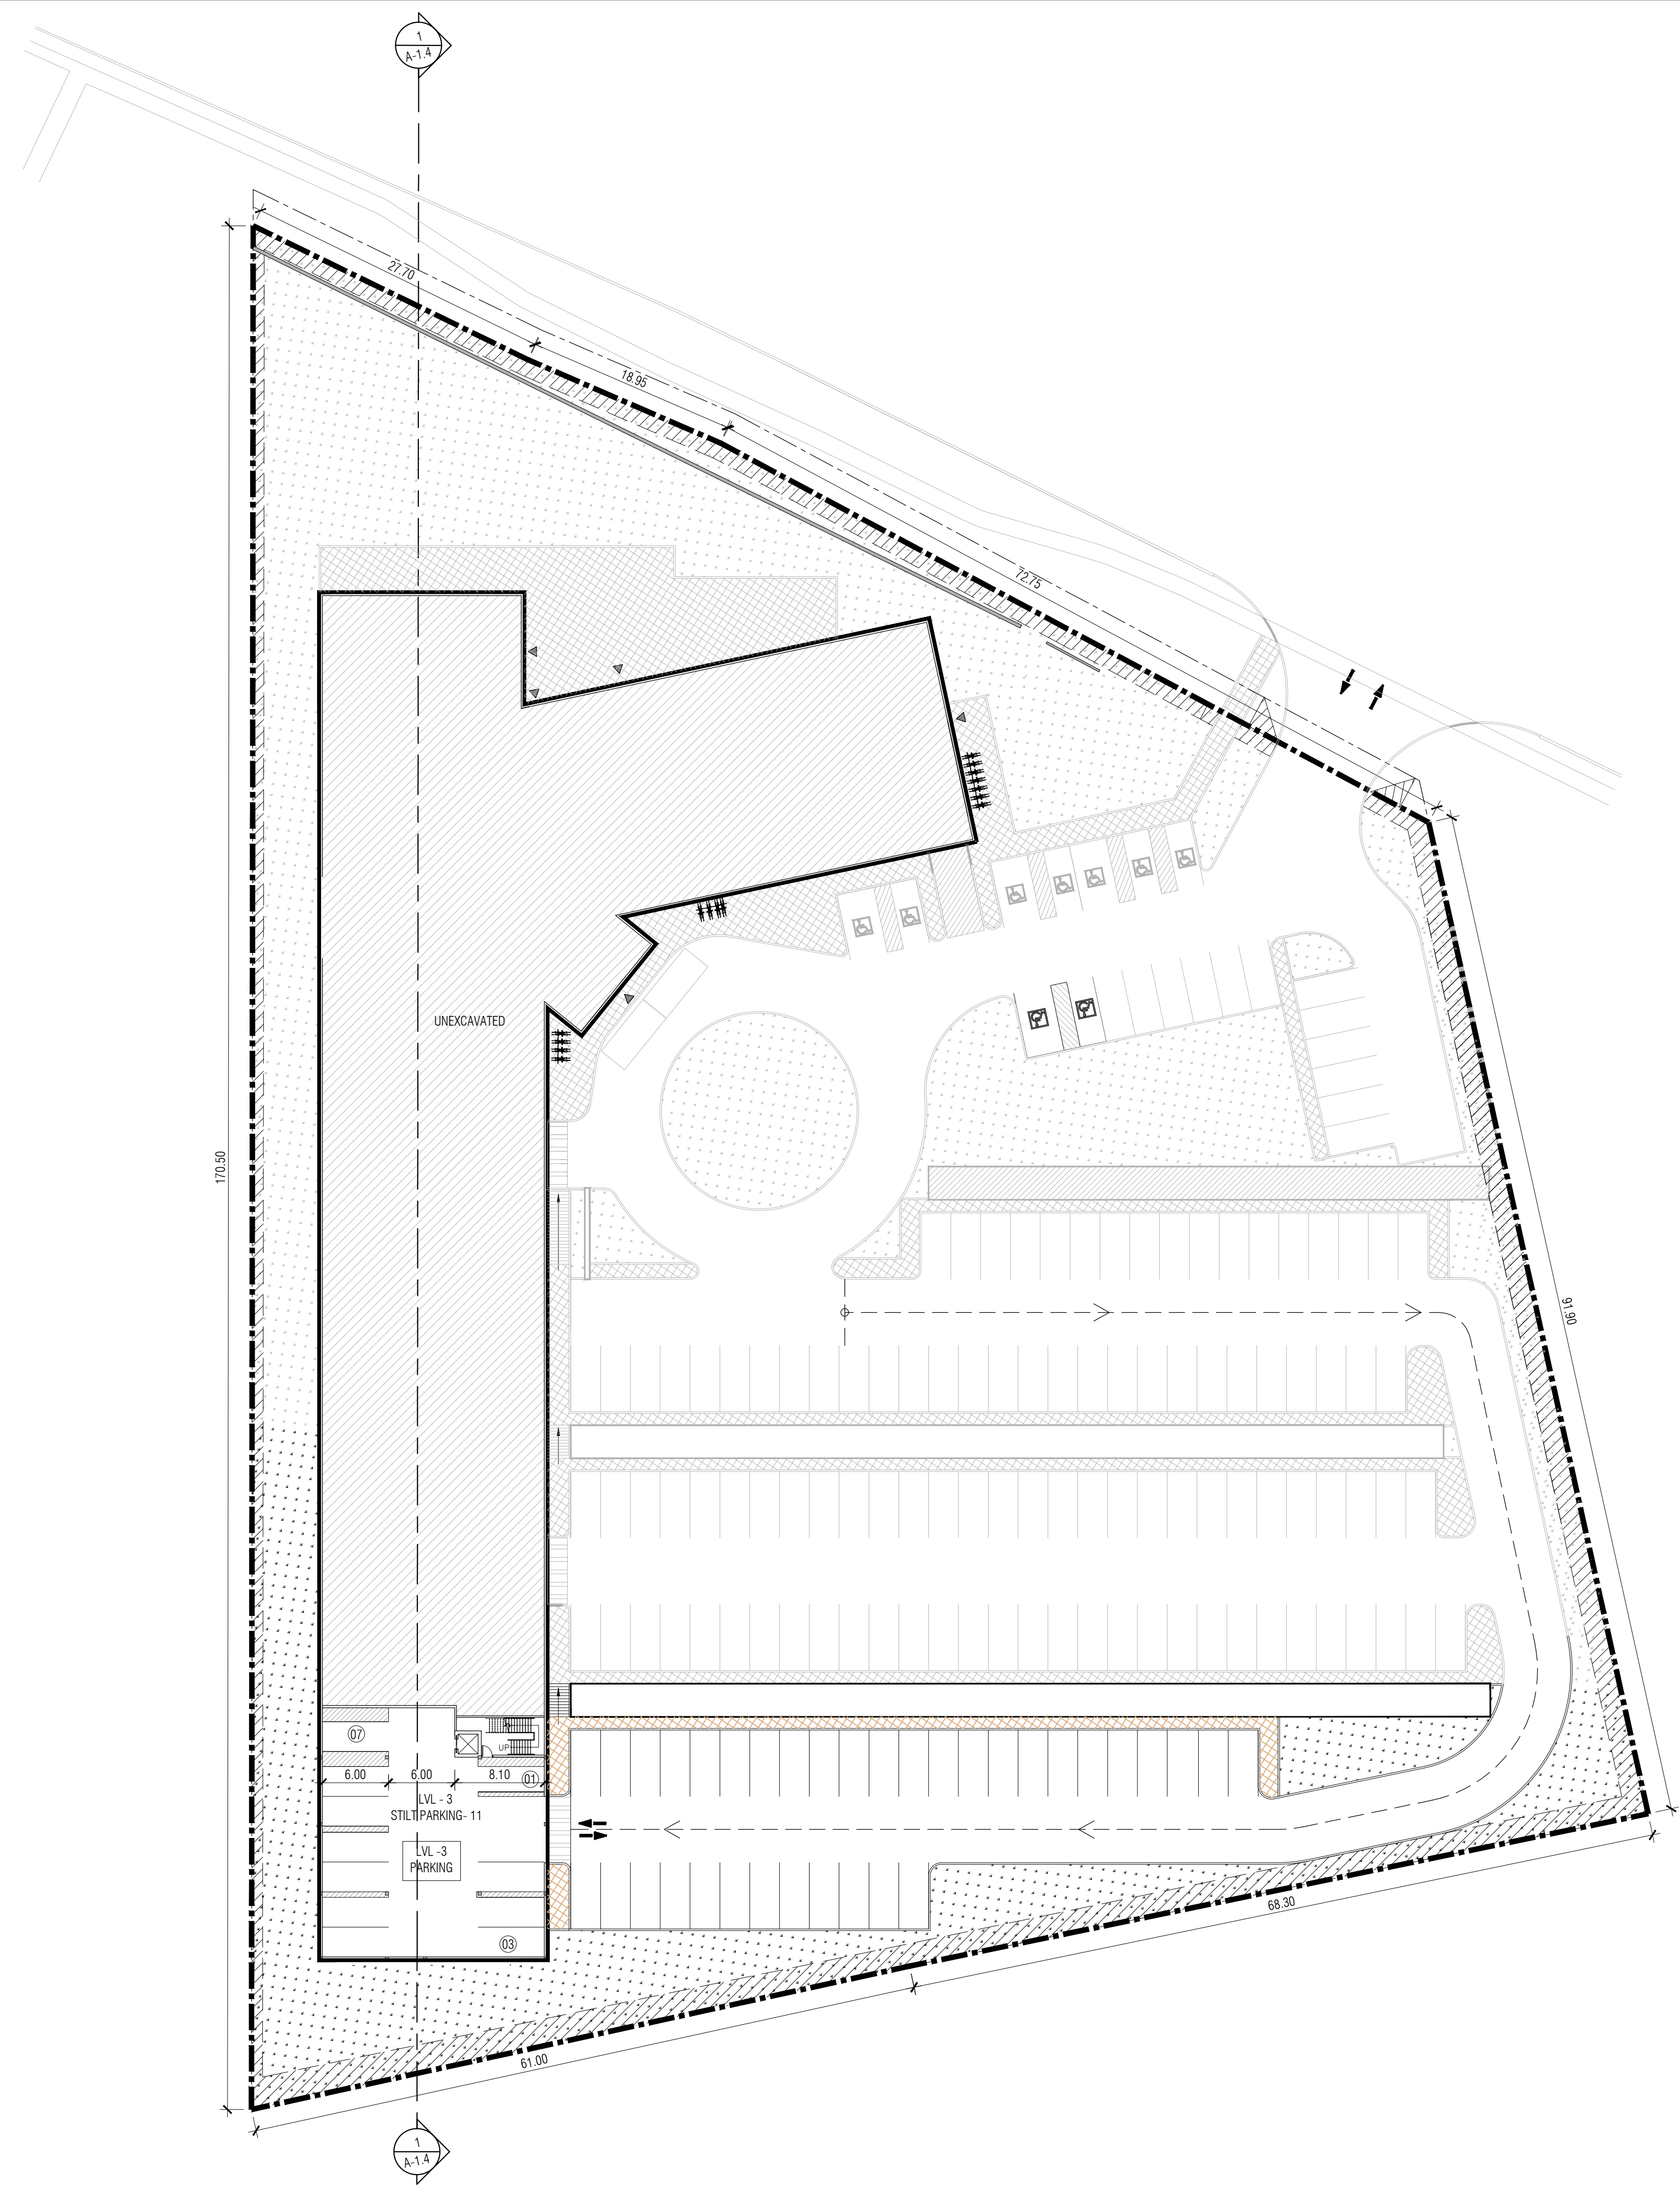 1
A-1.4
27.70
18.95
72.75
UNEXCAVATED
170.50
91.90
07
UP
6.00
6.00
8.10
01
LVL - 3
STILT PARKING- 11
LVL -3
PARKING
03
68.30
61.00
1
A-1.4